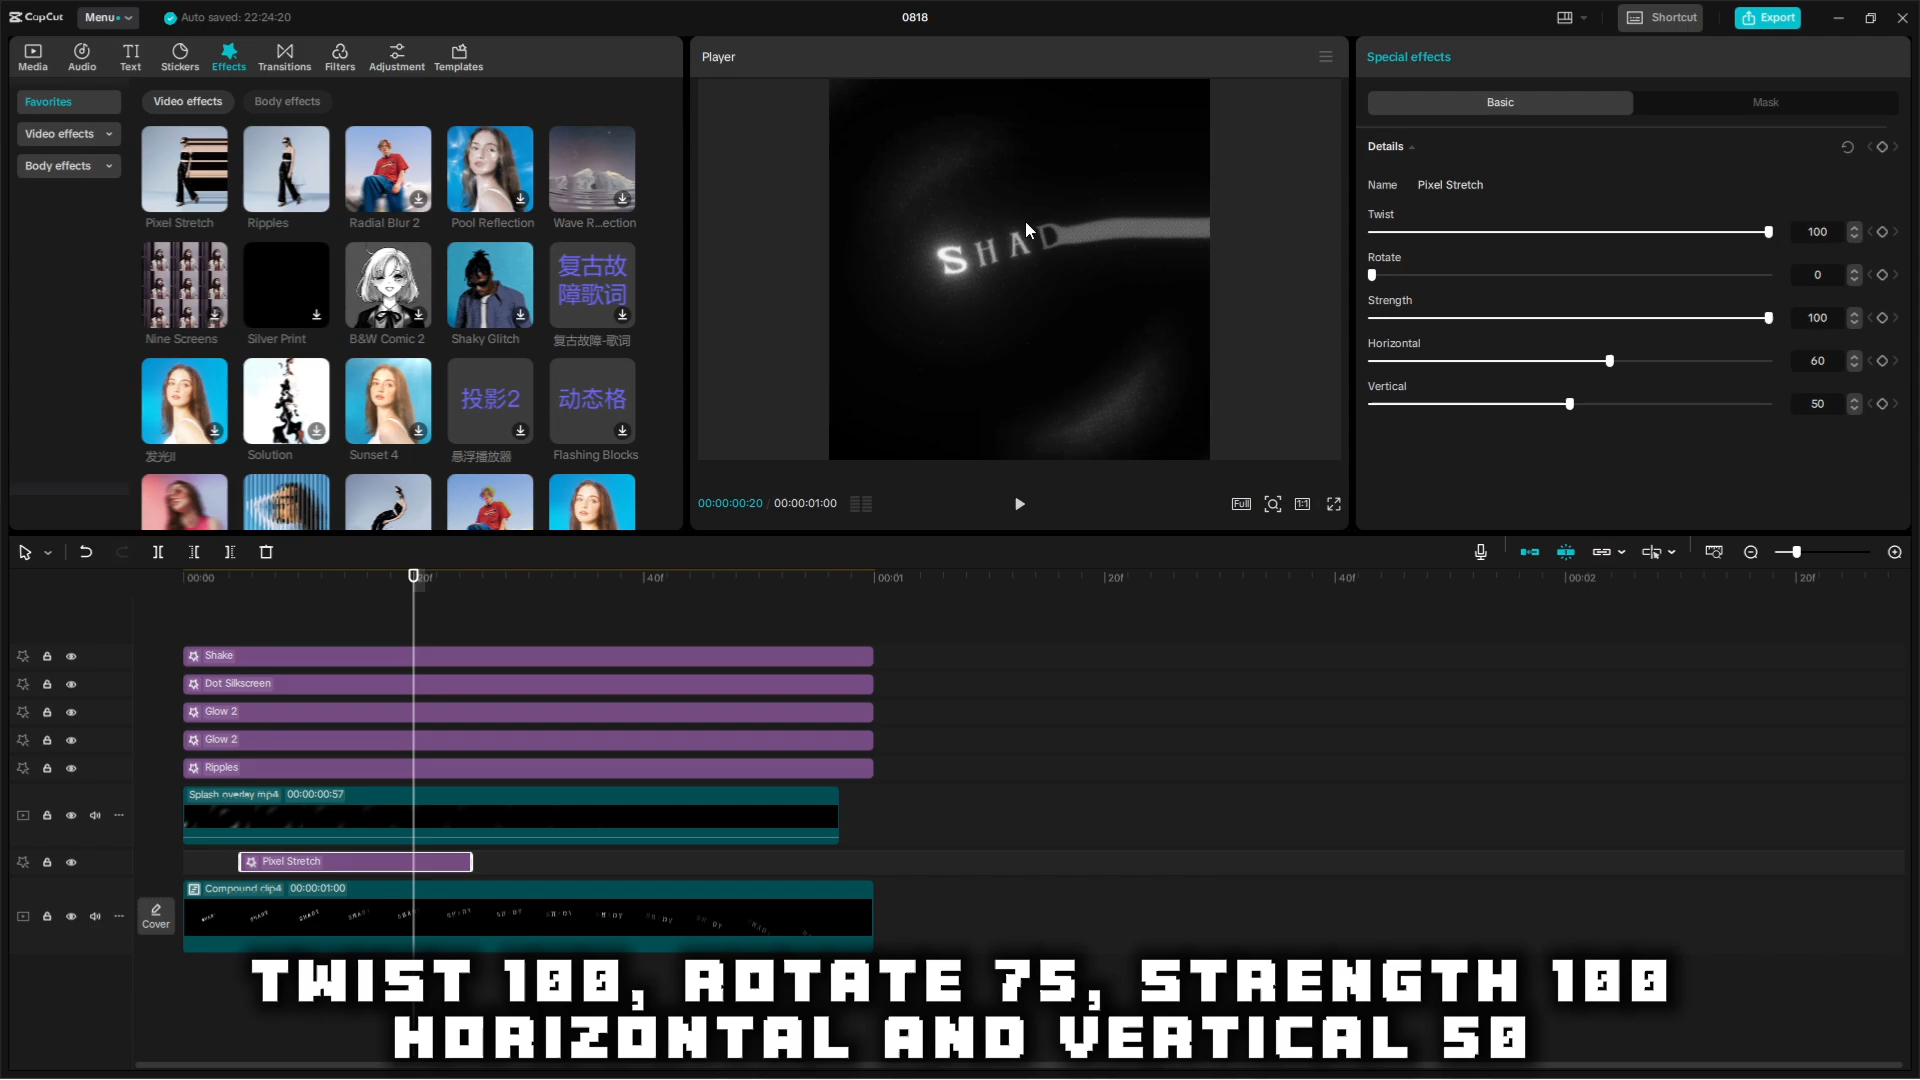 CapCut
Menu
Auto saved: 22:24:20
0818
Shortcut
Export
Media
Audio
TI
Text
Stickers
Effects
Transitions
Filters
Adjustment
Templates
Favorites
Video effects
Body effects
Video effects
Body effects
Pixel Stretch
Ripples
Radial Blur 2
Pool Reflection
Wave R...ection
复古故
障歌词
Nine Screens
Silver Print
B&W Comic 2
Shaky Glitch
复古故障-歌词
投影2
动态格
发光II
Solution
Sunset 4
悬浮播放器
Flashing Blocks
Player
SHAD
00:00:00:20 / 00:00:01:00
Full
1:1
Special effects
Basic
Mask
Details
Name Pixel Stretch
Twist
100
Rotate
0
Strength
100
Horizontal
60
Vertical
50
00:00
20f
40f
00:01
20f
40f
00:02
20f
Shake
Dot Silkscreen
Glow 2
Glow 2
Ripples
Splash overlay mp4 00:00:00:57
Pixel Stretch
Cover
Compound clip4 00:00:01:00
TWIST 100, ROTATE 75, STRENGTH 100
HORIZONTAL AND VERTICAL 50